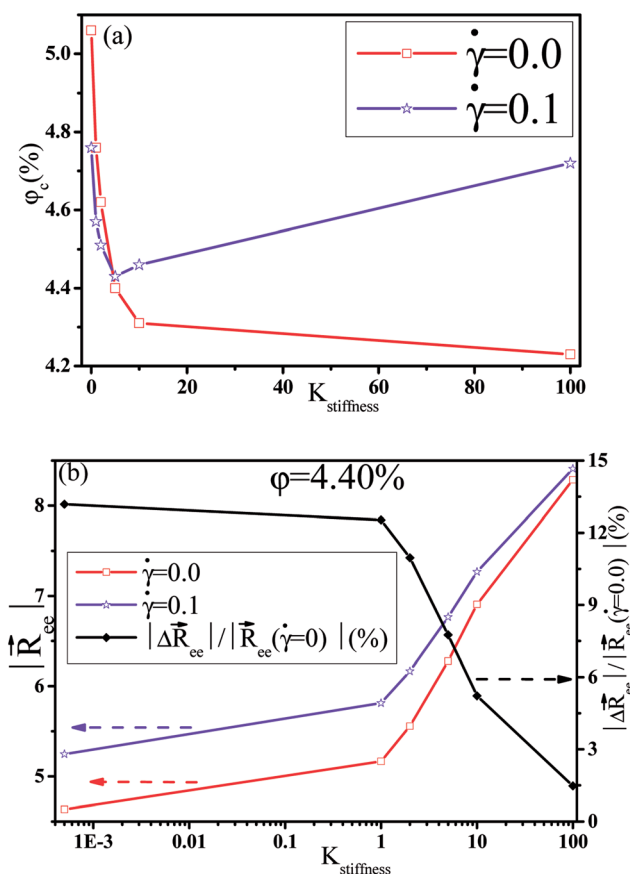 (a)
γ̇=0.0
γ̇=0.1
φc(%)
5.0
4.8
4.6
4.4
4.2
0 20 40 60 80 100
Kstiffness
(b)
φ=4.40%
γ̇=0.0
γ̇=0.1
|ΔR⃗ee|/|R⃗ee(γ̇=0) |(%)
|R⃗ee|
8
7
6
5
15
12
9
6
3
0
|ΔR⃗ee|/|R⃗ee(γ̇=0.0) |(%)
1E-3 0.01 0.1 1 10 100
Kstiffness